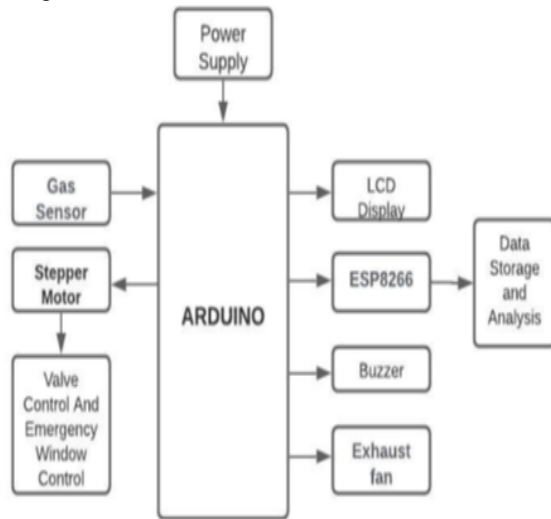 Power
Supply
Gas
Sensor
Stepper
Motor
Valve
Control And
Emergency
Window
Control
ARDUINO
LCD
Display
ESP8266
Buzzer
Exhaust
fan
Data
Storage
and
Analysis